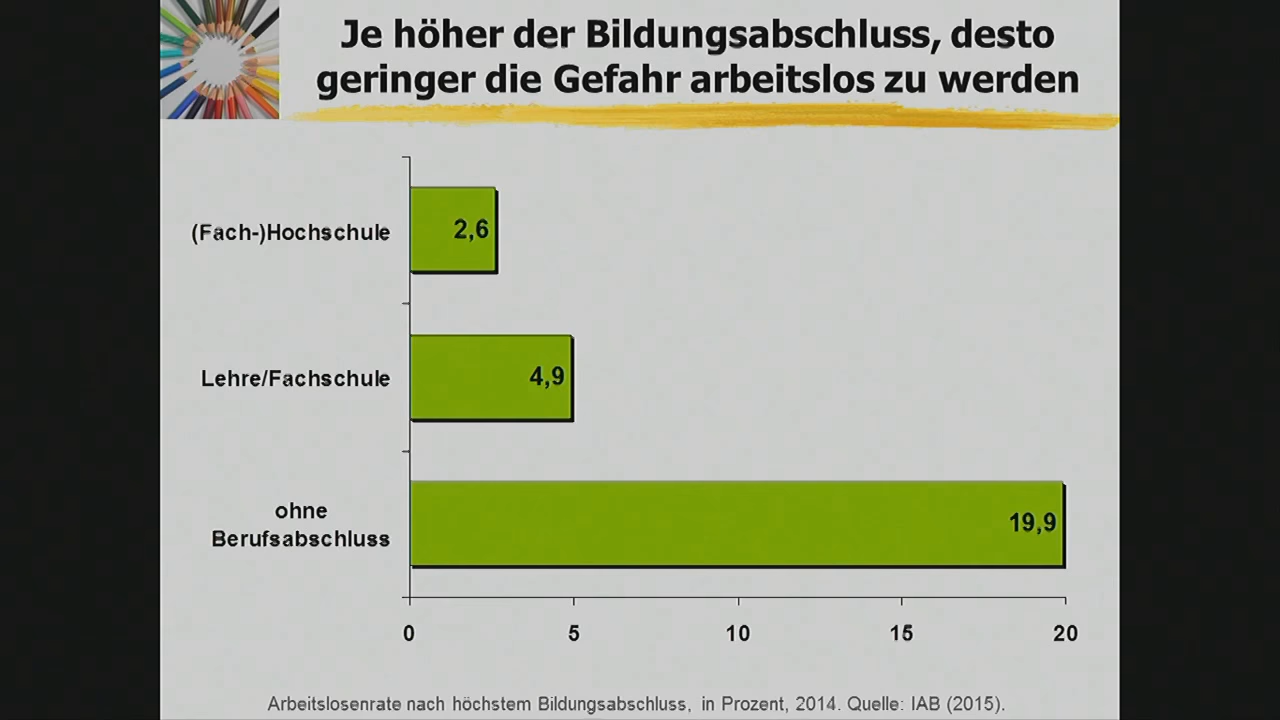 Je höher der Bildungsabschluss, desto
geringer die Gefahr arbeitslos zu werden
(Fach-)Hochschule
2,6
Lehre/Fachschule
4,9
ohne
Berufsabschluss
19,9
0 5 10 15 20
Arbeitslosenrate nach höchstem Bildungsabschluss, in Prozent, 2014. Quelle: IAB (2015).